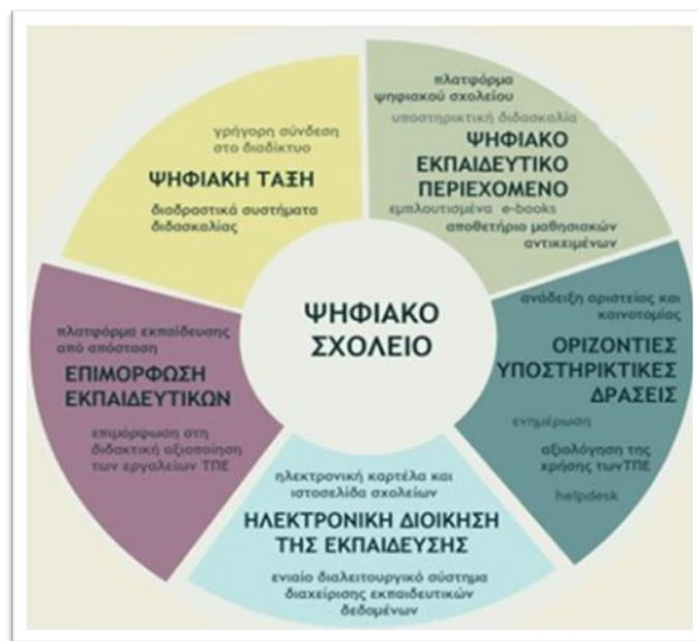 πλατφόρμα
ψηφιακού σχολείου
υποστηρικτική διδασκαλία
ΨΗΦΙΑΚΟ
ΕΚΠΑΙΔΕΥΤΙΚΟ
ΠΕΡΙΕΧΟΜΕΝΟ
εμπλουτισμένα e-books
αποθετήριο μαθησιακών
αντικειμένων
γρήγορη σύνδεση
στο διαδίκτυο
ΨΗΦΙΑΚΗ ΤΑΞΗ
διαδραστικά συστήματα
διδασκαλίας
ΨΗΦΙΑΚΟ
ΣΧΟΛΕΙΟ
ανάδειξη αριστείας και
καινοτομίας
ΟΡΙΖΟΝΤΙΕΣ
ΥΠΟΣΤΗΡΙΚΤΙΚΕΣ
ΔΡΑΣΕΙΣ
ενημέρωση
αξιολόγηση της
χρήσης τωνΤΠΕ
helpdesk
πλατφόρμα εκπαίδευσης
από απόσταση
ΕΠΙΜΟΡΦΩΣΗ
ΕΚΠΑΙΔΕΥΤΙΚΩΝ
επιμόρφωση στη
διδακτική αξιοποίηση
των εργαλείων ΤΠΕ
ηλεκτρονική καρτέλα και
ιστοσελίδα σχολείων
ΗΛΕΚΤΡΟΝΙΚΗ ΔΙΟΙΚΗΣΗ
ΤΗΣ ΕΚΠΑΙΔΕΥΣΗΣ
ενιαίο διαλειτουργικό σύστημα
διαχείρισης εκπαιδευτικών
δεδομένων